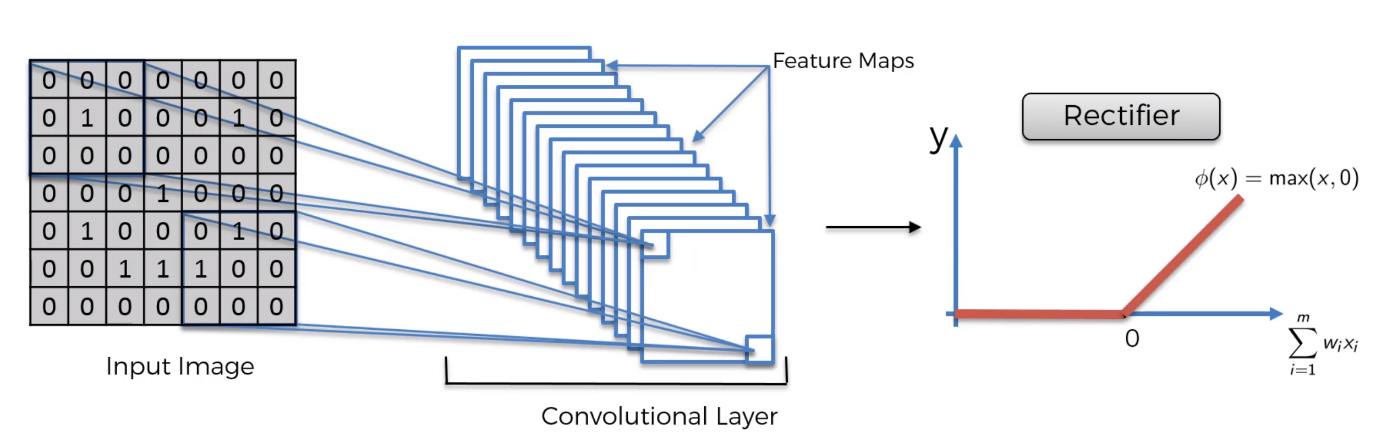 0 0 0 0 0 0 0
0 1 0 0 0 1 0
0 0 0 0 0 0 0
0 0 0 1 0 0 0
0 1 0 0 0 1 0
0 0 1 1 1 0 0
0 0 0 0 0 0 0
Input Image
Feature Maps
Convolutional Layer
Rectifier
y
ϕ(x) = max(x, 0)
0
m
∑ wᵢxᵢ
i=1